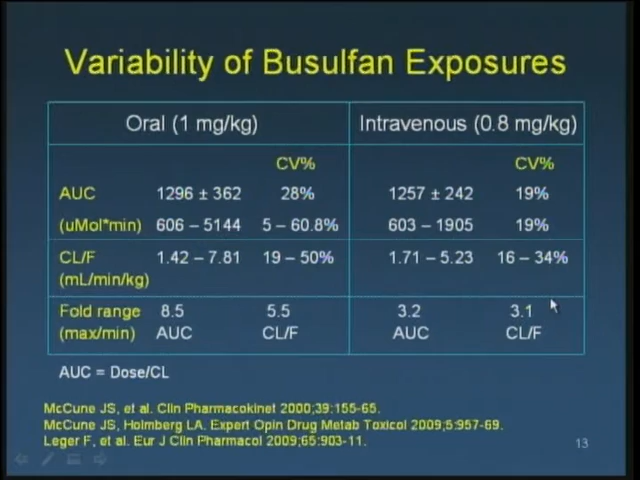 Variability of Busulfan Exposures
Oral (1 mg/kg) Intravenous (0.8 mg/kg)
CV% CV%
AUC 1296 ± 362 28% 1257 ± 242 19%
(uMol*min) 606 – 5144 5 – 60.8% 603 – 1905 19%
CL/F 1.42 – 7.81 19 – 50% 1.71 – 5.23 16 – 34%
(mL/min/kg)
Fold range 8.5 5.5 3.2 3.1
(max/min) AUC CL/F AUC CL/F
AUC = Dose/CL
McCune JS, et al. Clin Pharmacokinet 2000;39:155-65.
McCune JS, Holmberg LA. Expert Opin Drug Metab Toxicol 2009;5:957-69.
Leger F, et al. Eur J Clin Pharmacol 2009;65:903-11.
13